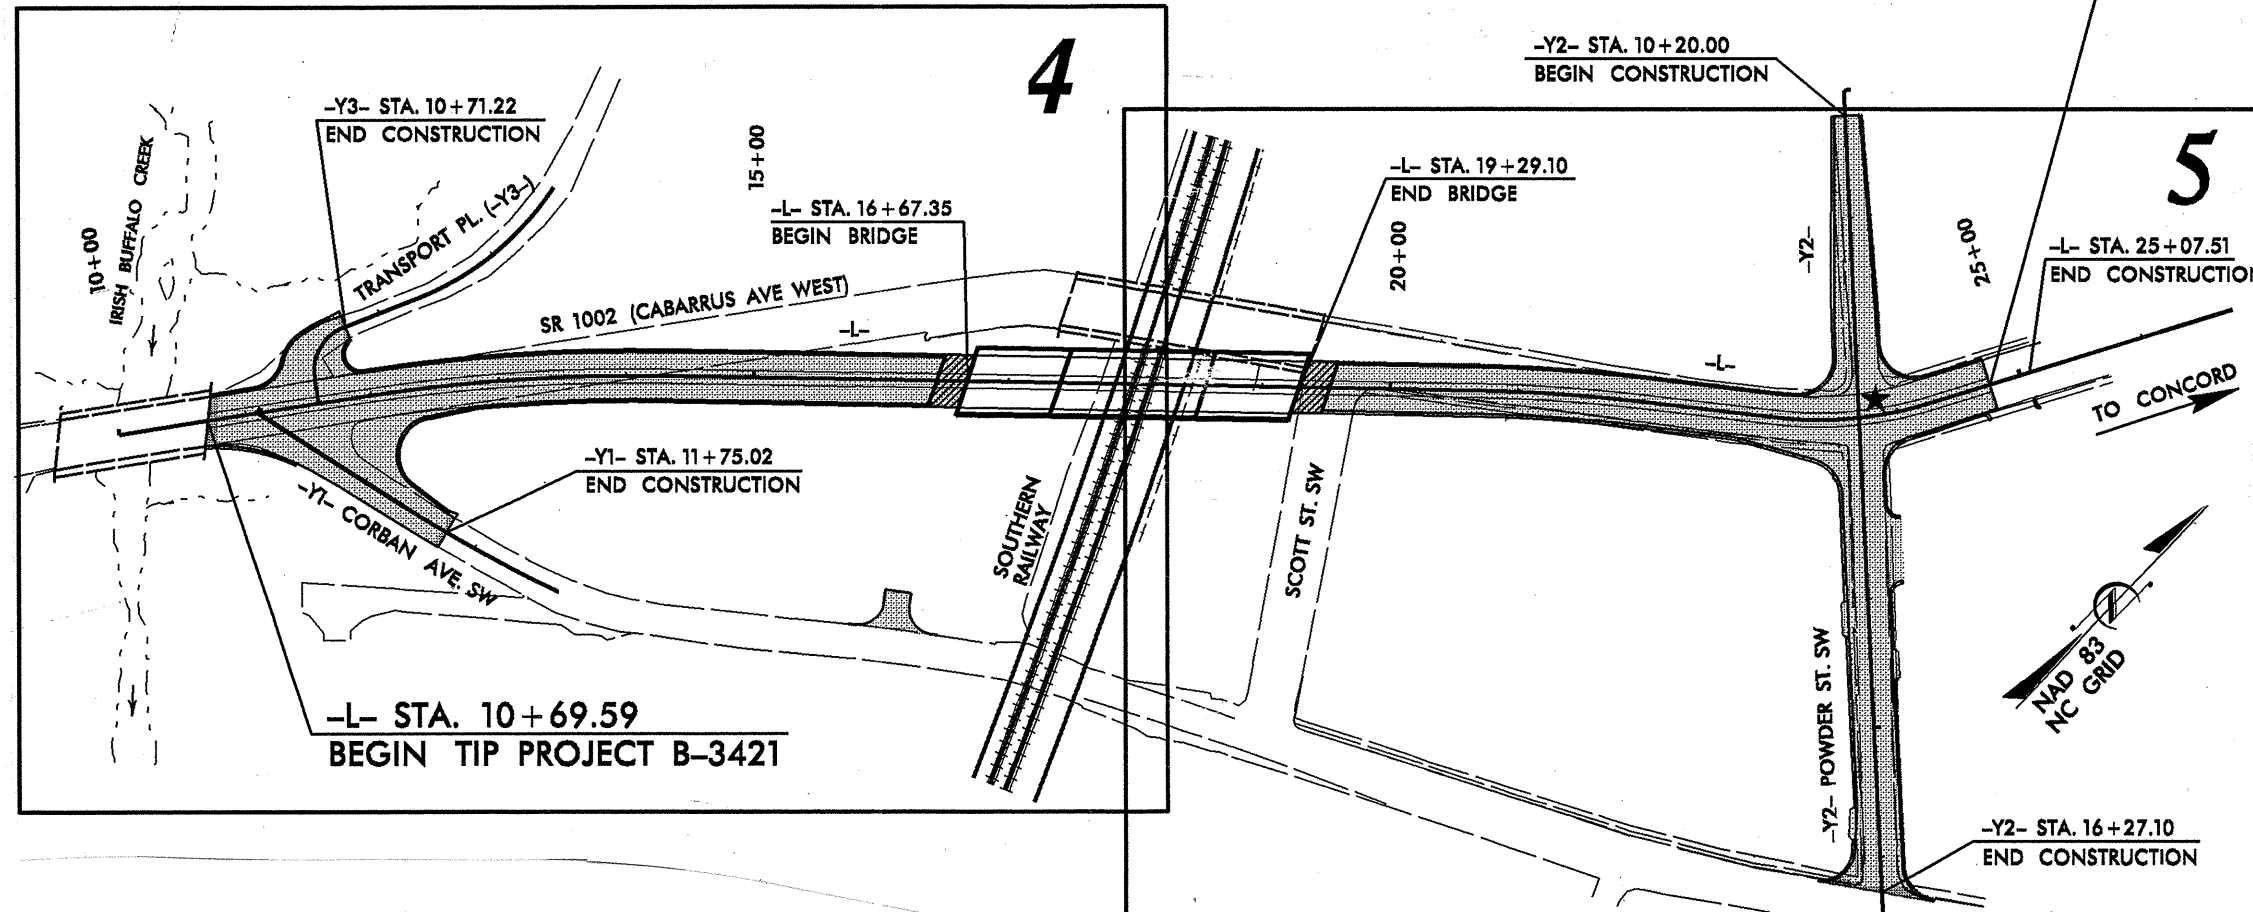 4
-Y2- STA. 10+20.00
BEGIN CONSTRUCTION
-Y3- STA. 10+71.22
END CONSTRUCTION
5
15+00
IRISH BUFFALO CREEK
10+00
TRANSPORT PL. (-Y3-)
-L- STA. 16+67.35
BEGIN BRIDGE
-L- STA. 19+29.10
END BRIDGE
20+00
-Y2-
25+00
-L- STA. 25+07.51
END CONSTRUCTION
SR 1002 (CABARRUS AVE WEST)
-L-
-L-
TO CONCORD
-Y1- STA. 11+75.02
END CONSTRUCTION
-Y1- CORBAN AVE. SW
SOUTHERN
RAILWAY
SCOTT ST. SW
-L- STA. 10+69.59
BEGIN TIP PROJECT B-3421
-Y2- POWDER ST. SW
NAD 83
NC GRID
-Y2- STA. 16+27.10
END CONSTRUCTION